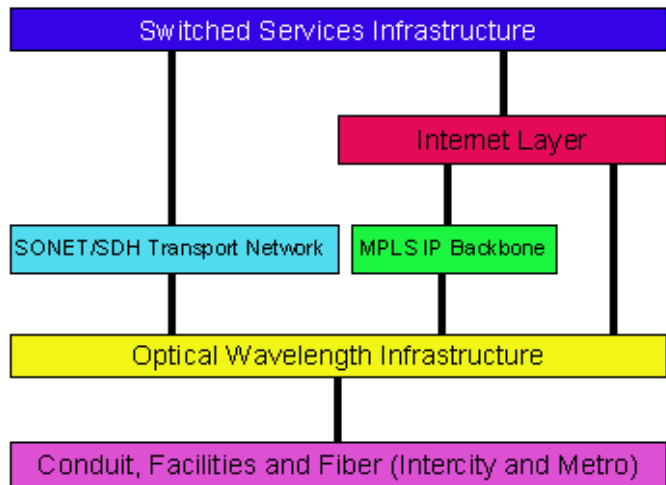 Switched Services Infrastructure
Internet Layer
SONET/SDH Transport Network
MPLS IP Backbone
Optical Wavelength Infrastructure
Conduit, Facilities and Fiber (Intercity and Metro)